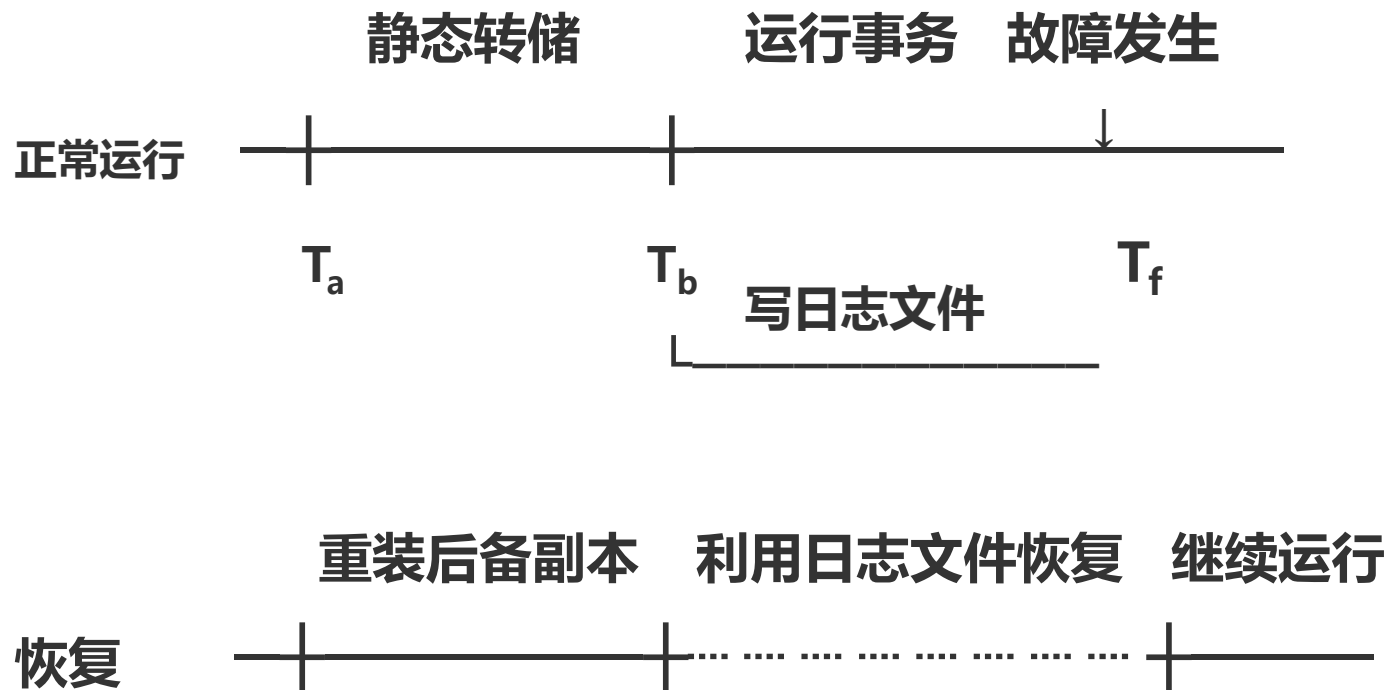 静态转储 运行事务 故障发生
↓
正常运行
Ta Tb Tf
写日志文件
重装后备副本 利用日志文件恢复 继续运行
恢复